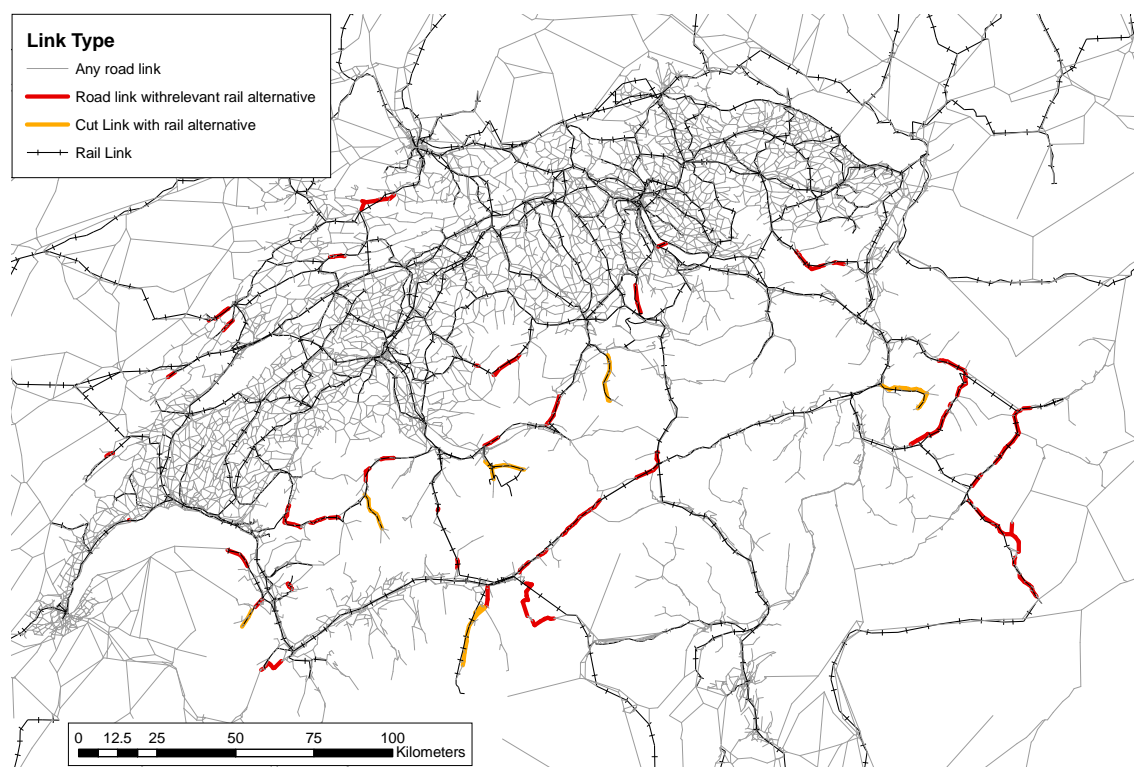 Link Type
Any road link
Road link withrelevant rail alternative
Cut Link with rail alternative
Rail Link
0 12.5 25 50 75 100
Kilometers